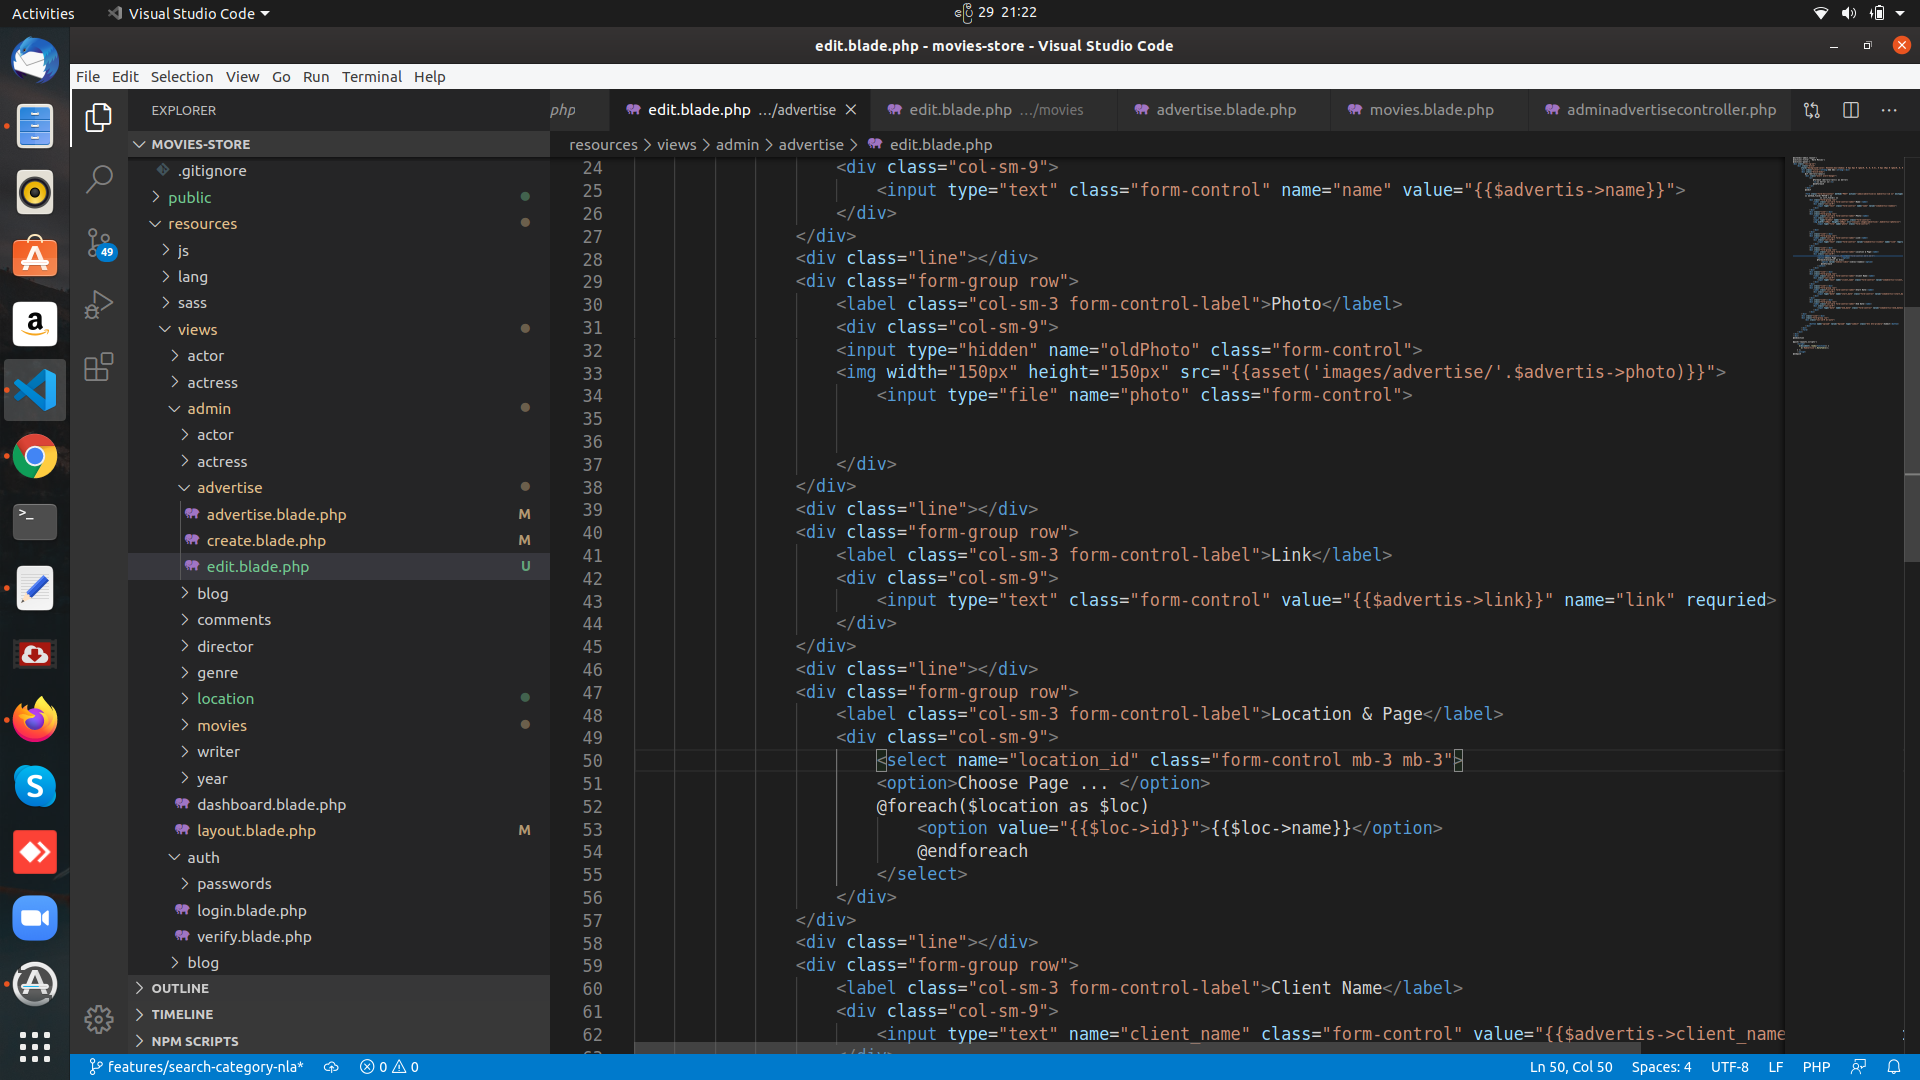 Activities
Visual Studio Code
29 21:22
edit.blade.php - movies-store - Visual Studio Code
File Edit Selection View Go Run Terminal Help
EXPLORER
php
edit.blade.php …/advertise
edit.blade.php …/movies
advertise.blade.php
movies.blade.php
adminadvertisecontroller.php
MOVIES-STORE
resources > views > admin > advertise > edit.blade.php
.gitignore
public
resources
js
lang
sass
views
actor
actress
admin
actor
actress
advertise
advertise.blade.php M
create.blade.php M
edit.blade.php U
blog
comments
director
genre
location
movies
writer
year
dashboard.blade.php
layout.blade.php M
auth
passwords
login.blade.php
verify.blade.php
blog
OUTLINE
TIMELINE
NPM SCRIPTS
49
24 <div class="col-sm-9">
25 <input type="text" class="form-control" name="name" value="{{$advertis->name}}">
26 </div>
27 </div>
28 <div class="line"></div>
29 <div class="form-group row">
30 <label class="col-sm-3 form-control-label">Photo</label>
31 <div class="col-sm-9">
32 <input type="hidden" name="oldPhoto" class="form-control">
33 <img width="150px" height="150px" src="{{asset('images/advertise/'.$advertis->photo)}}">
34 <input type="file" name="photo" class="form-control">
35
36
37 </div>
38 </div>
39 <div class="line"></div>
40 <div class="form-group row">
41 <label class="col-sm-3 form-control-label">Link</label>
42 <div class="col-sm-9">
43 <input type="text" class="form-control" value="{{$advertis->link}}" name="link" requried>
44 </div>
45 </div>
46 <div class="line"></div>
47 <div class="form-group row">
48 <label class="col-sm-3 form-control-label">Location & Page</label>
49 <div class="col-sm-9">
50 <select name="location_id" class="form-control mb-3 mb-3">
51 <option>Choose Page ... </option>
52 @foreach($location as $loc)
53 <option value="{{$loc->id}}">{{$loc->name}}</option>
54 @endforeach
55 </select>
56 </div>
57 </div>
58 <div class="line"></div>
59 <div class="form-group row">
60 <label class="col-sm-3 form-control-label">Client Name</label>
61 <div class="col-sm-9">
62 <input type="text" name="client_name" class="form-control" value="{{$advertis->client_name
features/search-category-nla*
0 0
Ln 50, Col 50
Spaces: 4
UTF-8
LF
PHP